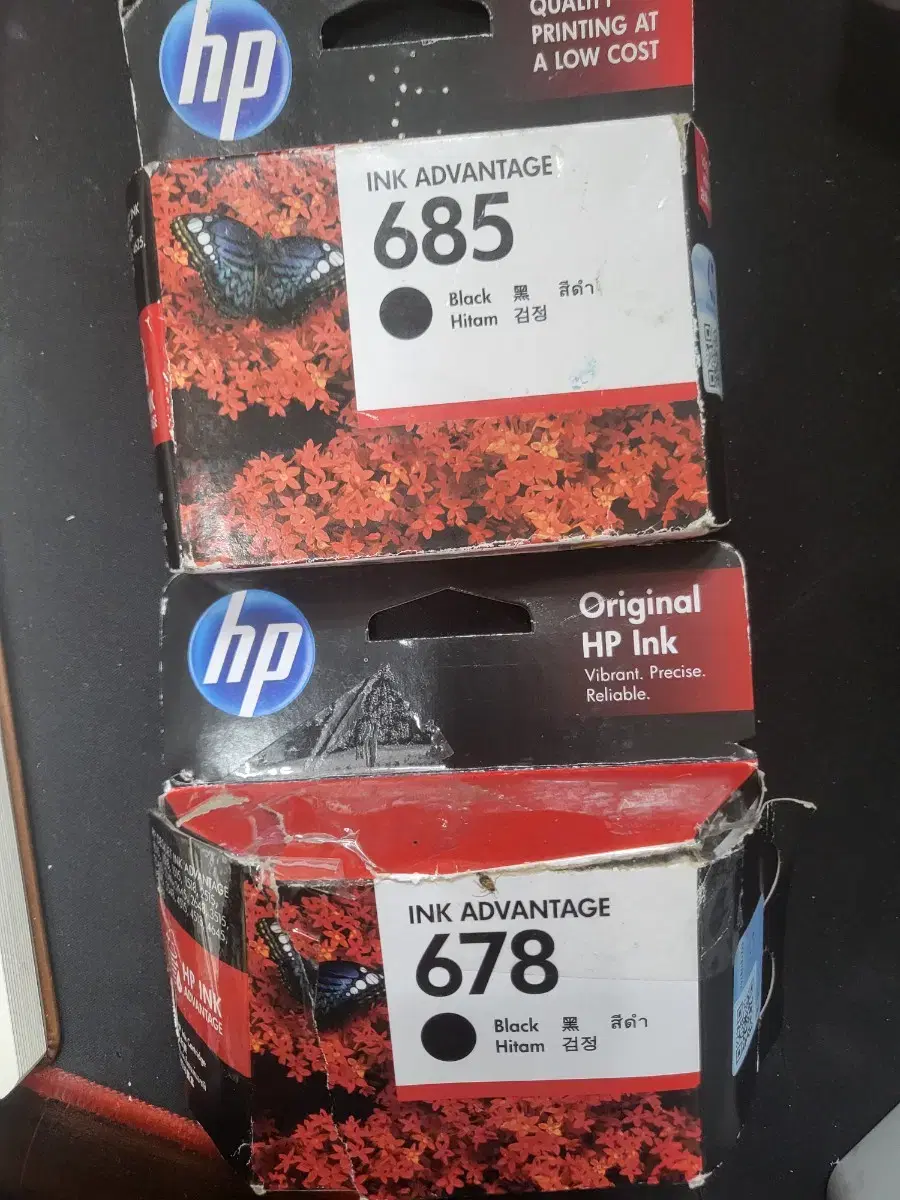 hp
QUALITY
PRINTING AT
A LOW COST
INK ADVANTAGE
685
Black 黑 สีดำ
Hitam 검정
hp
Original
HP Ink
Vibrant. Precise.
Reliable.
INK ADVANTAGE
678
Black 黑 สีดำ
Hitam 검정
INK ADVANTAGE
HP INK
ADVANTAGE